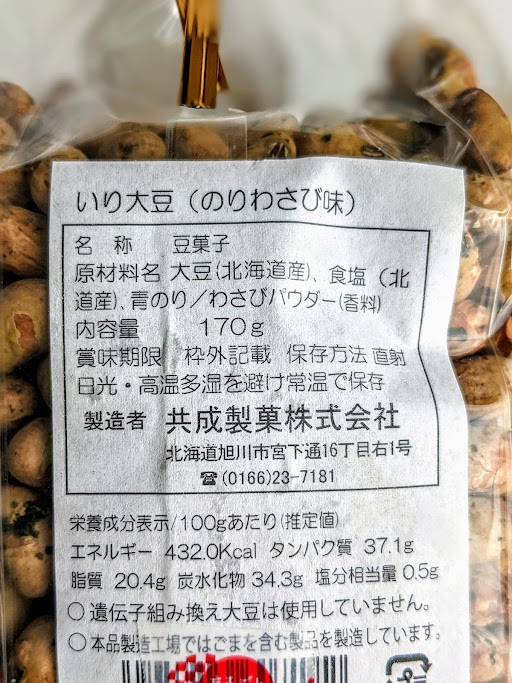 いり大豆（のりわさび味）
名　称　　豆菓子
原材料名 大豆(北海道産)、食塩（北
道産)、青のり／わさびパウダー(香料)
内容量　　　170g
賞味期限　枠外記載　保存方法 直射
日光・高温多湿を避け常温で保存
製造者　共成製菓株式会社
北海道旭川市宮下通16丁目右1号
☎(0166)23-7181
栄養成分表示/100gあたり(推定値)
エネルギー　432.0Kcal　タンパク質　37.1g
脂質　20.4g　炭水化物 34.3g　塩分相当量 0.5g
○遺伝子組み換え大豆は使用していません。
○本品製造工場ではごまを含む製品を製造しています。